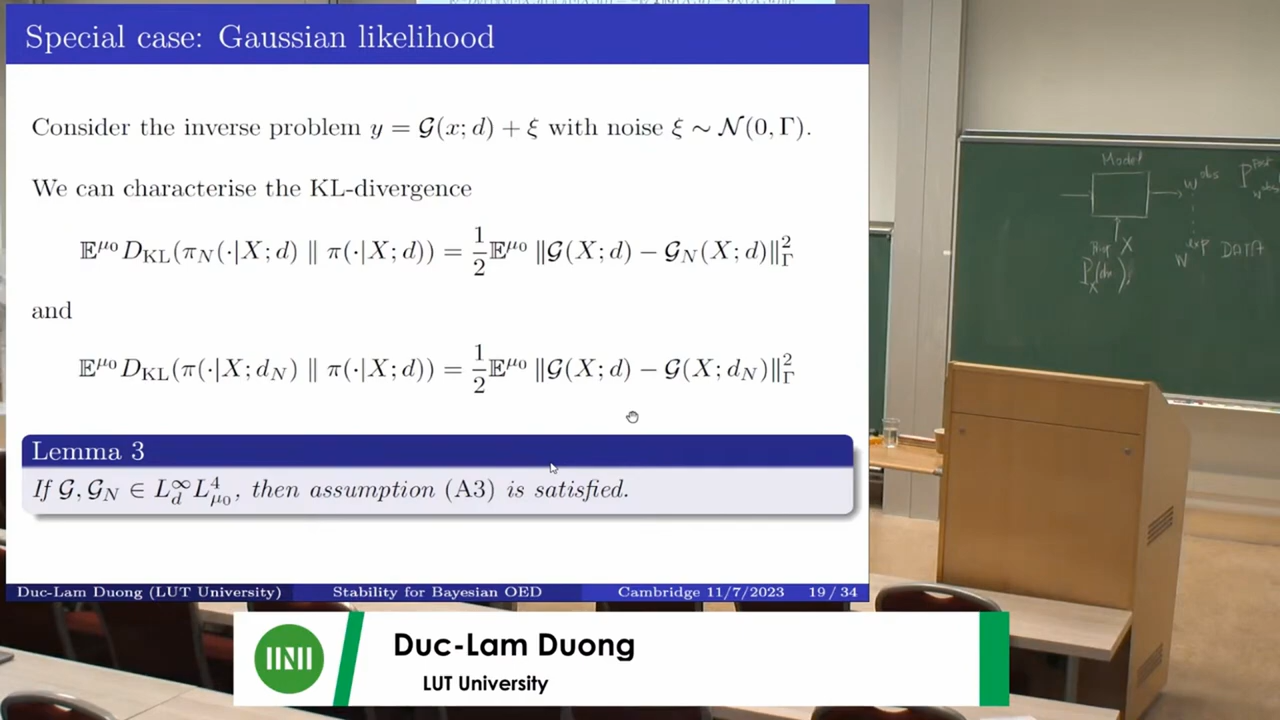 Special case: Gaussian likelihood
Consider the inverse problem y = 𝒢(x; d) + ξ with noise ξ ∼ 𝒩(0, Γ).
We can characterise the KL-divergence
𝔼^{μ₀} D_KL(π_N(·|X; d) ∥ π(·|X; d)) = 1/2 𝔼^{μ₀} ∥𝒢(X; d) − 𝒢_N(X; d)∥²_Γ
and
𝔼^{μ₀} D_KL(π(·|X; d_N) ∥ π(·|X; d)) = 1/2 𝔼^{μ₀} ∥𝒢(X; d) − 𝒢(X; d_N)∥²_Γ
Lemma 3
If 𝒢, 𝒢_N ∈ L^∞_d L^4_{μ₀}, then assumption (A3) is satisfied.
Duc-Lam Duong (LUT University) Stability for Bayesian OED Cambridge 11/7/2023 19 / 34
Model
w^obs
X
w^exp DATA
Duc-Lam Duong
LUT University